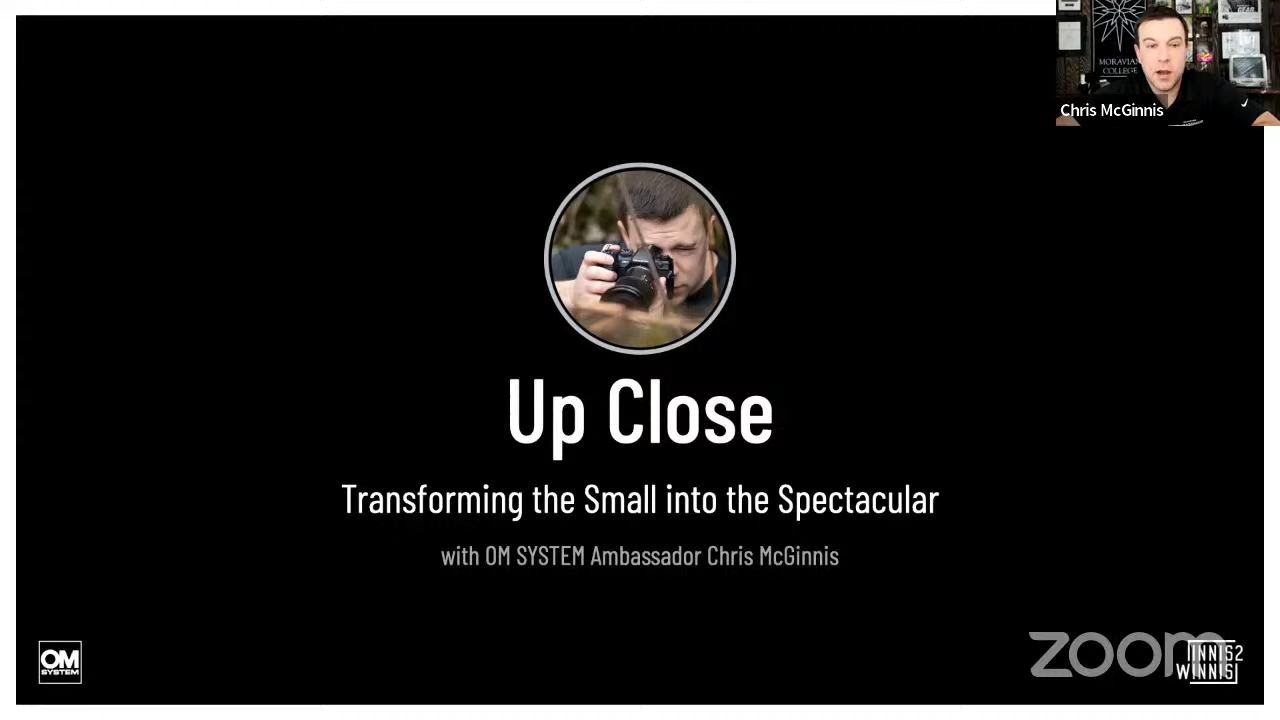 MORAVIAN
COLLEGE
Chris McGinnis
Up Close
Transforming the Small into the Spectacular
with OM SYSTEM Ambassador Chris McGinnis
OM
SYSTEM
zoom